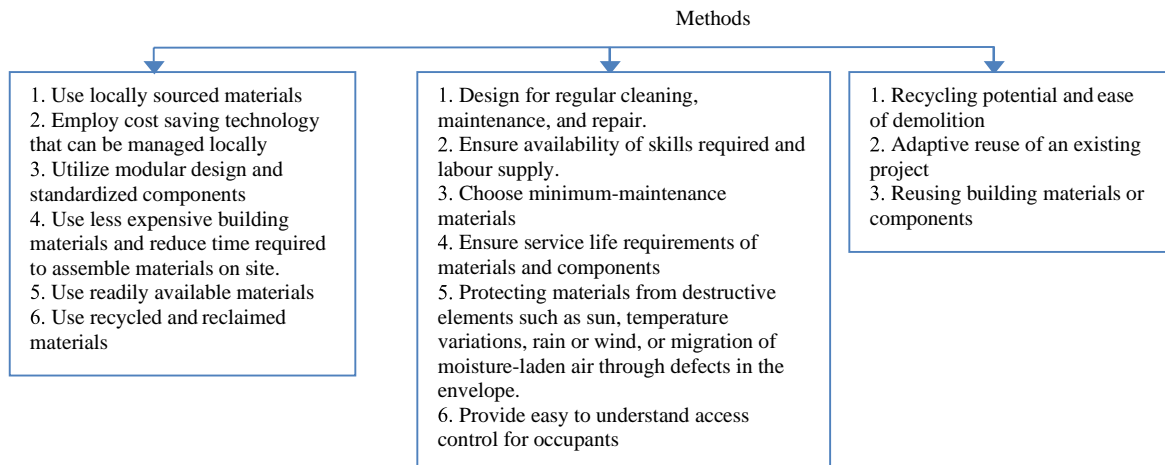 Methods
1. Use locally sourced materials
2. Employ cost saving technology
that can be managed locally
3. Utilize modular design and
standardized components
4. Use less expensive building
materials and reduce time required
to assemble materials on site.
5. Use readily available materials
6. Use recycled and reclaimed
materials
1. Design for regular cleaning,
maintenance, and repair.
2. Ensure availability of skills required and
labour supply.
3. Choose minimum-maintenance
materials
4. Ensure service life requirements of
materials and components
5. Protecting materials from destructive
elements such as sun, temperature
variations, rain or wind, or migration of
moisture-laden air through defects in the
envelope.
6. Provide easy to understand access
control for occupants
1. Recycling potential and ease
of demolition
2. Adaptive reuse of an existing
project
3. Reusing building materials or
components